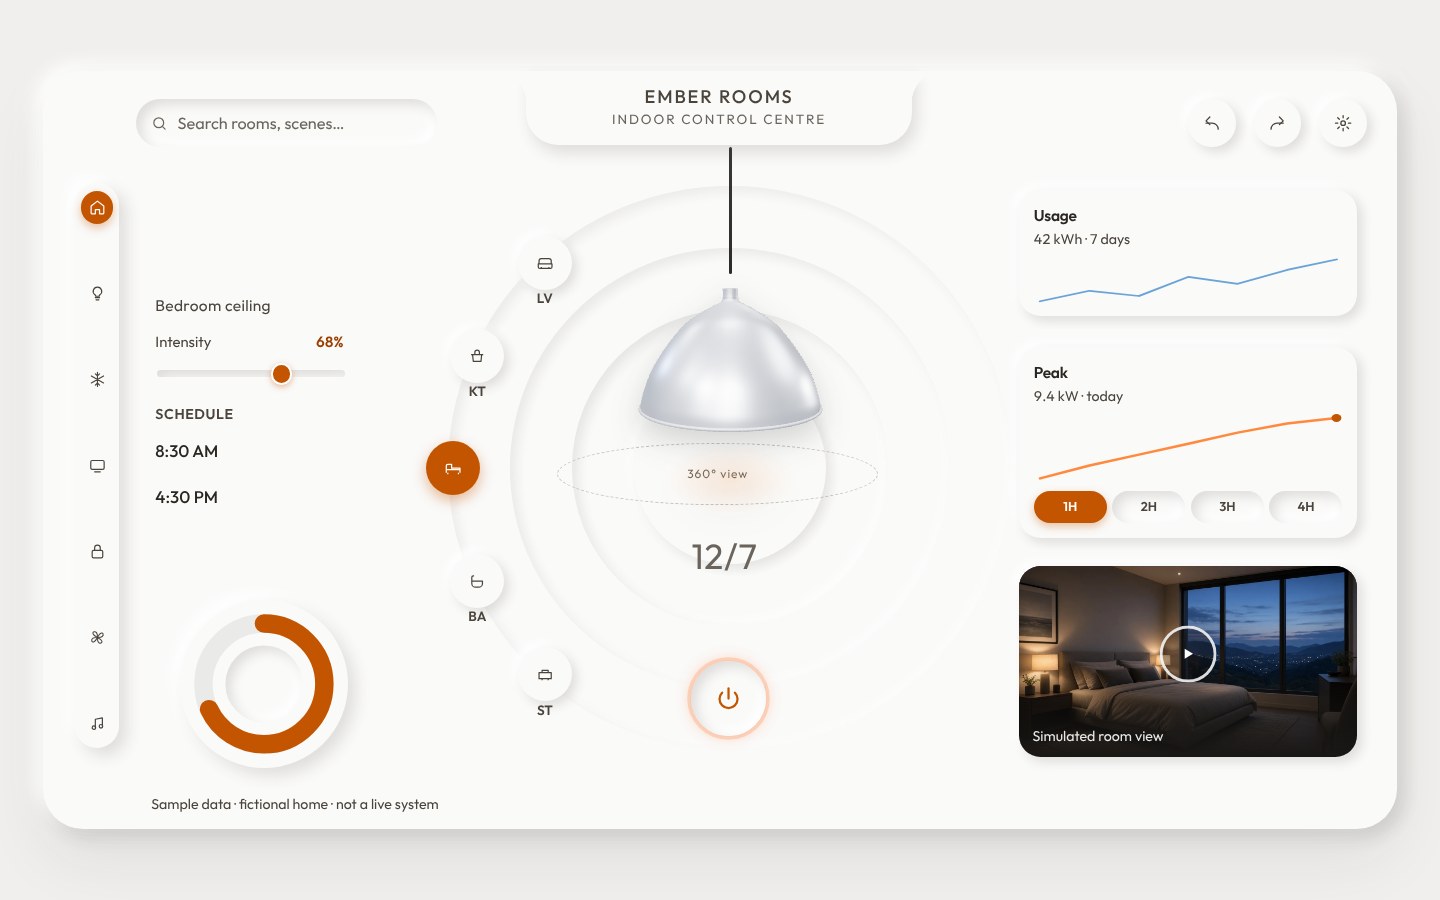 EMBER ROOMS
INDOOR CONTROL CENTRE
Search rooms, scenes...
Bedroom ceiling
Intensity 68%
SCHEDULE
8:30 AM
4:30 PM
LV
KT
BA
ST
360° view
12/7
Usage
42 kWh · 7 days
Peak
9.4 kW · today
1H 2H 3H 4H
Simulated room view
Sample data · fictional home · not a live system